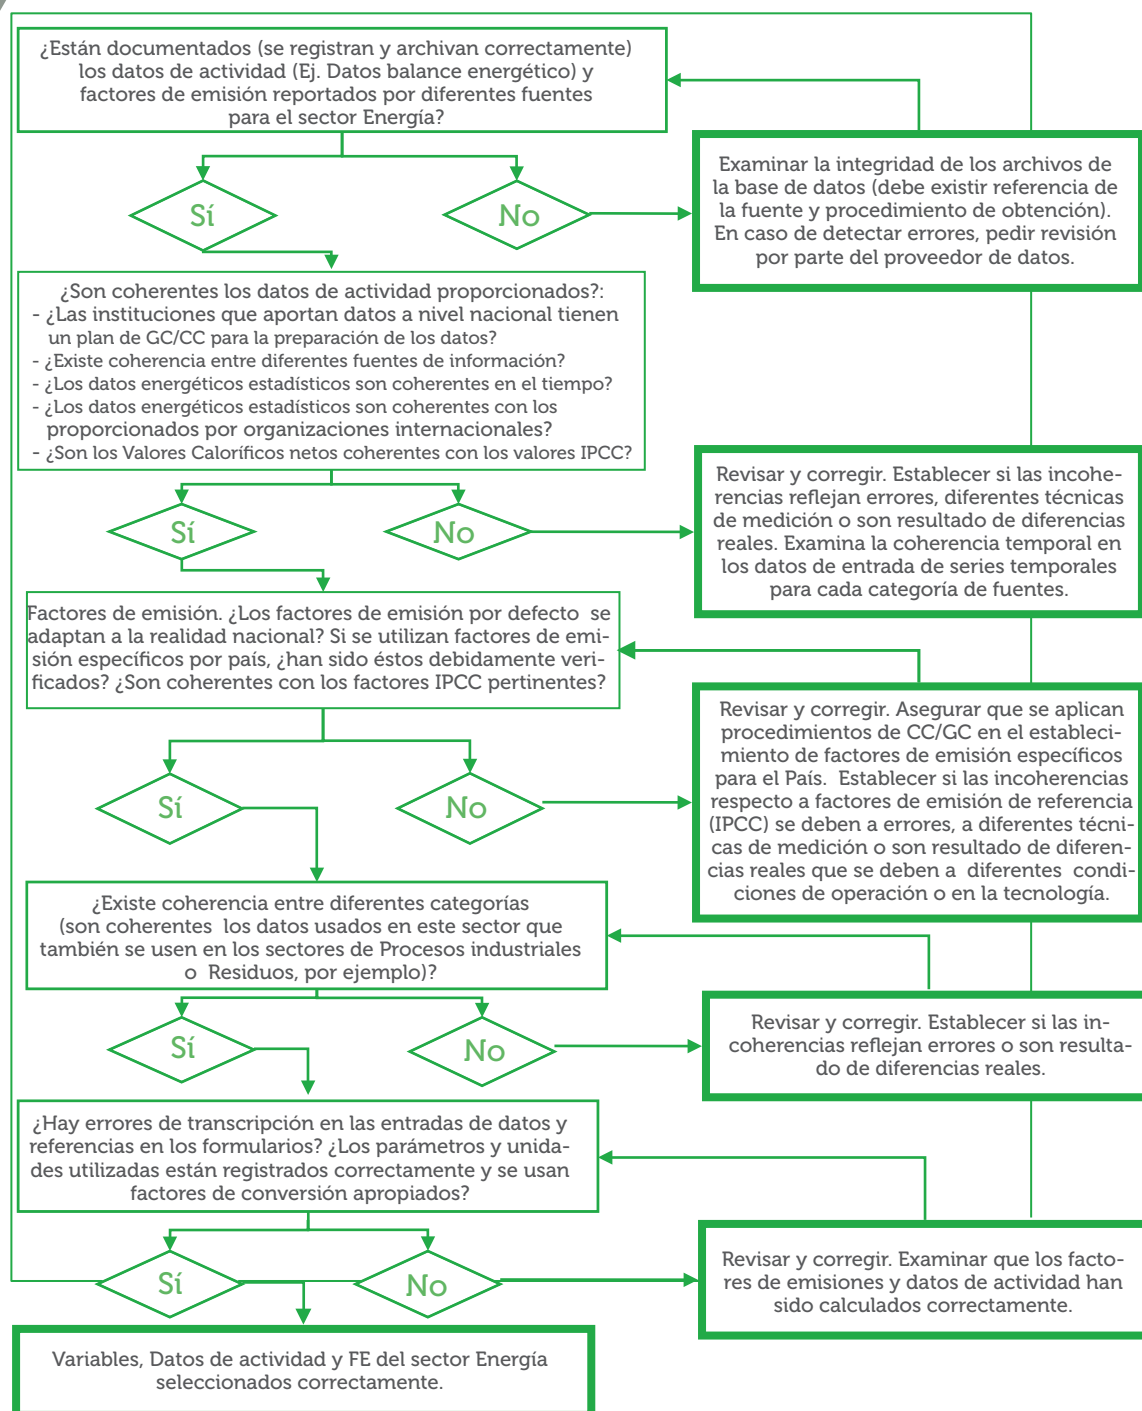 ¿Están documentados (se registran y archivan correctamente)
los datos de actividad (Ej. Datos balance energético) y
factores de emisión reportados por diferentes fuentes
para el sector Energía?
Sí
No
Examinar la integridad de los archivos de
la base de datos (debe existir referencia de
la fuente y procedimiento de obtención).
En caso de detectar errores, pedir revisión
por parte del proveedor de datos.
¿Son coherentes los datos de actividad proporcionados?:
- ¿Las instituciones que aportan datos a nivel nacional tienen
un plan de GC/CC para la preparación de los datos?
- ¿Existe coherencia entre diferentes fuentes de información?
- ¿Los datos energéticos estadísticos son coherentes en el tiempo?
- ¿Los datos energéticos estadísticos son coherentes con los
proporcionados por organizaciones internacionales?
- ¿Son los Valores Caloríficos netos coherentes con los valores IPCC?
Sí
No
Revisar y corregir. Establecer si las incohe-
rencias reflejan errores, diferentes técnicas
de medición o son resultado de diferencias
reales. Examina la coherencia temporal en
los datos de entrada de series temporales
para cada categoría de fuentes.
Factores de emisión. ¿Los factores de emisión por defecto se
adaptan a la realidad nacional? Si se utilizan factores de emi-
sión específicos por país, ¿han sido éstos debidamente veri-
ficados? ¿Son coherentes con los factores IPCC pertinentes?
Sí
No
Revisar y corregir. Asegurar que se aplican
procedimientos de CC/GC en el estableci-
miento de factores de emisión específicos
para el País. Establecer si las incoherencias
respecto a factores de emisión de referencia
(IPCC) se deben a errores, a diferentes técni-
cas de medición o son resultado de diferen-
cias reales que se deben a diferentes condi-
ciones de operación o en la tecnología.
¿Existe coherencia entre diferentes categorías
(son coherentes los datos usados en este sector que
también se usen en los sectores de Procesos industriales
o Residuos, por ejemplo)?
Sí
No
Revisar y corregir. Establecer si las in-
coherencias reflejan errores o son resulta-
do de diferencias reales.
¿Hay errores de transcripción en las entradas de datos y
referencias en los formularios? ¿Los parámetros y unida-
des utilizadas están registrados correctamente y se usan
factores de conversión apropiados?
Sí
No
Revisar y corregir. Examinar que los facto-
res de emisiones y datos de actividad han
sido calculados correctamente.
Variables, Datos de actividad y FE del sector Energía
seleccionados correctamente.